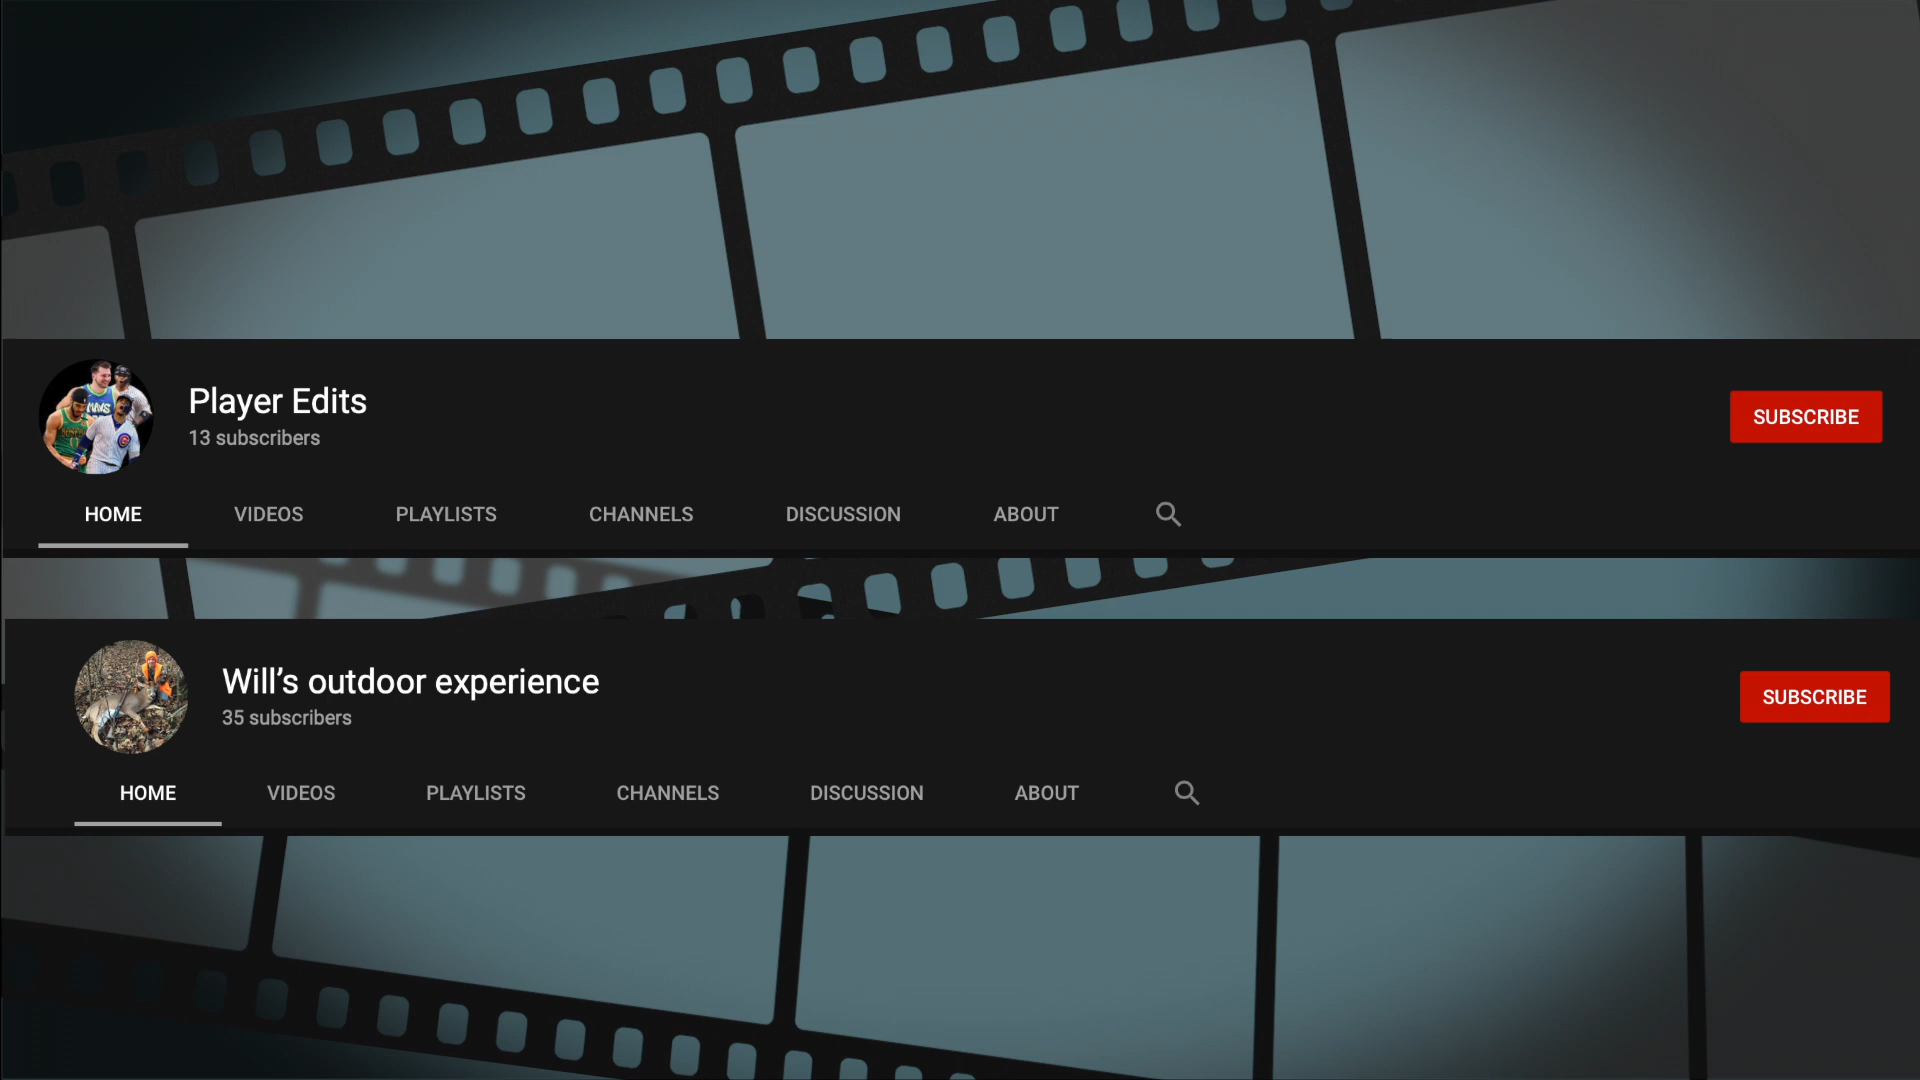 Player Edits
13 subscribers
SUBSCRIBE
HOME VIDEOS PLAYLISTS CHANNELS DISCUSSION ABOUT
Will’s outdoor experience
35 subscribers
SUBSCRIBE
HOME VIDEOS PLAYLISTS CHANNELS DISCUSSION ABOUT